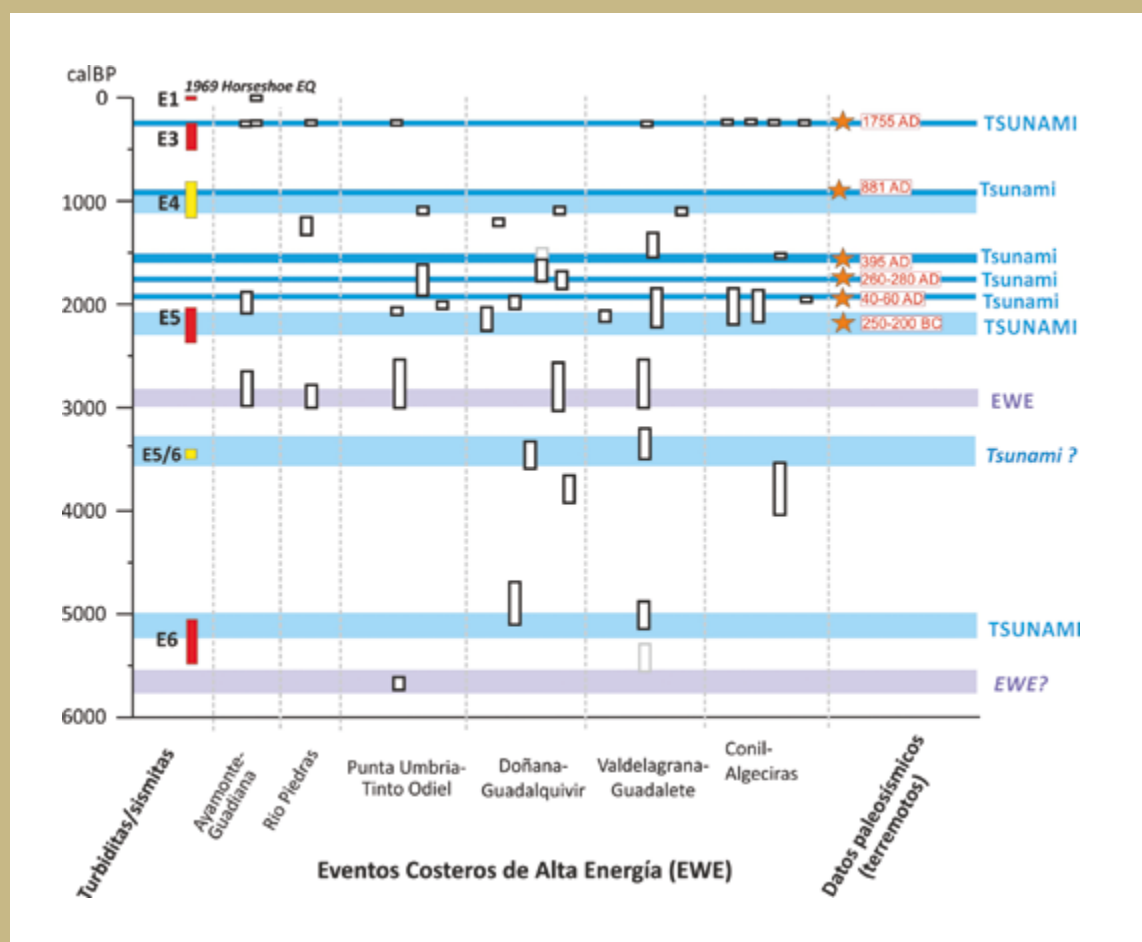 calBP
1969 Horseshoe EQ
0
E1
1755 AD
TSUNAMI
E3
881 AD
Tsunami
1000
E4
Tsunami
395 AD
260-280 AD
Tsunami
2000
40-60 AD
Tsunami
E5
250-200 BC
TSUNAMI
3000
EWE
E5/6
Tsunami ?
4000
5000
TSUNAMI
E6
EWE?
6000
Turbiditas/sismitas
Ayamonte-
Guadiana
Rio Piedras
Punta Umbria-
Tinto Odiel
Doñana-
Guadalquivir
Valdelagrana-
Guadalete
Conil-
Algeciras
Datos paleosísmicos
(terremotos)
Eventos Costeros de Alta Energía (EWE)